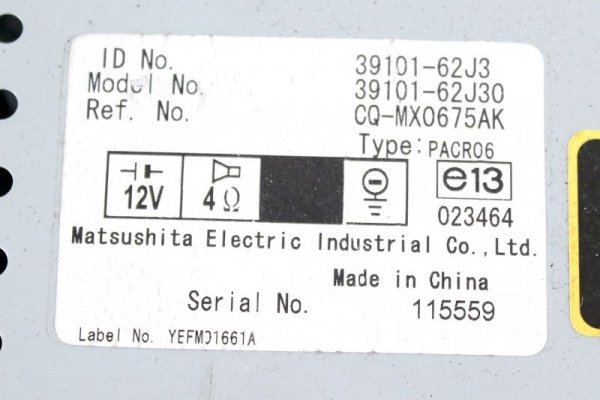 ID No. 39101-62J3
Model No. 39101-62J30
Ref. No. CQ-MX0675AK
Type: PACR06
12V 4Ω e13
023464
Matsushita Electric Industrial Co.,Ltd.
Made in China
Serial No. 115559
Label No. YEFM01661A